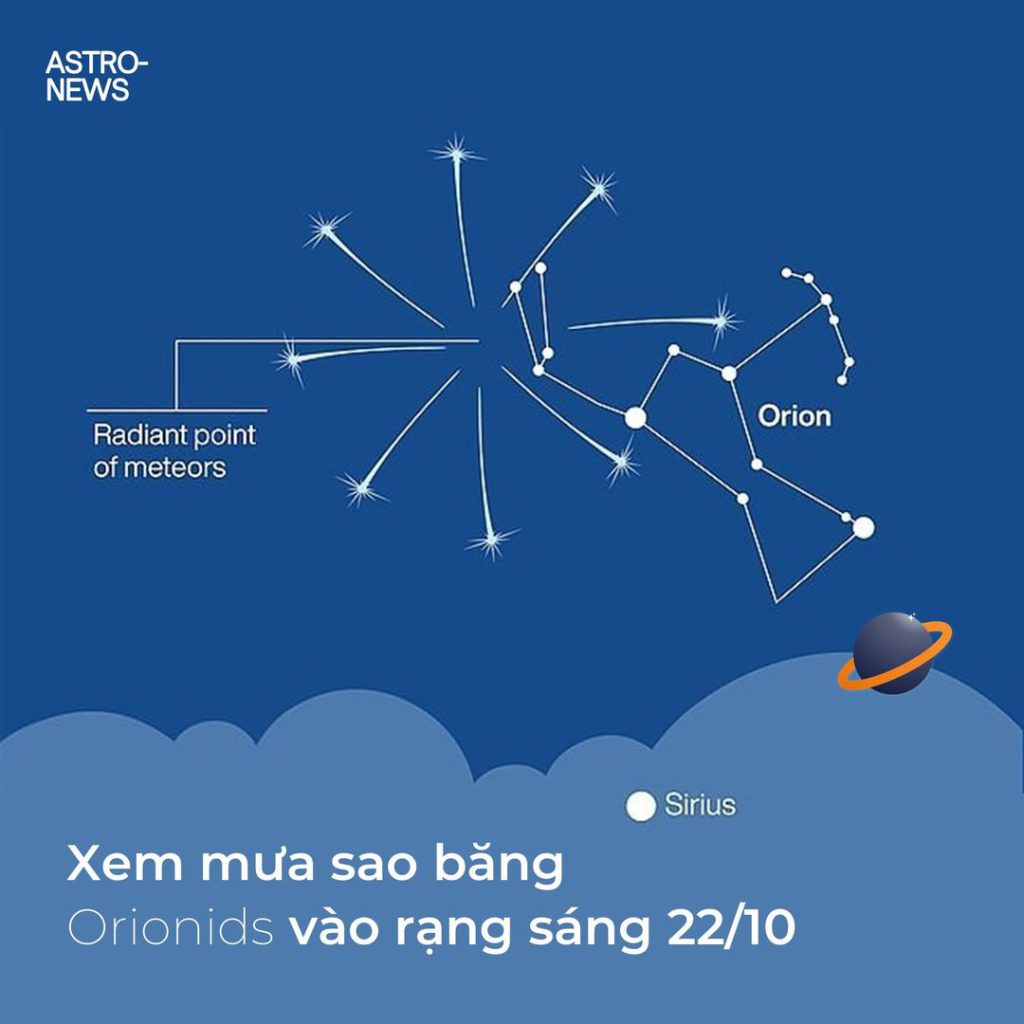 ASTRO-
NEWS
Radiant point
of meteors
Orion
Sirius
Xem mưa sao băng
Orionids vào rạng sáng 22/10